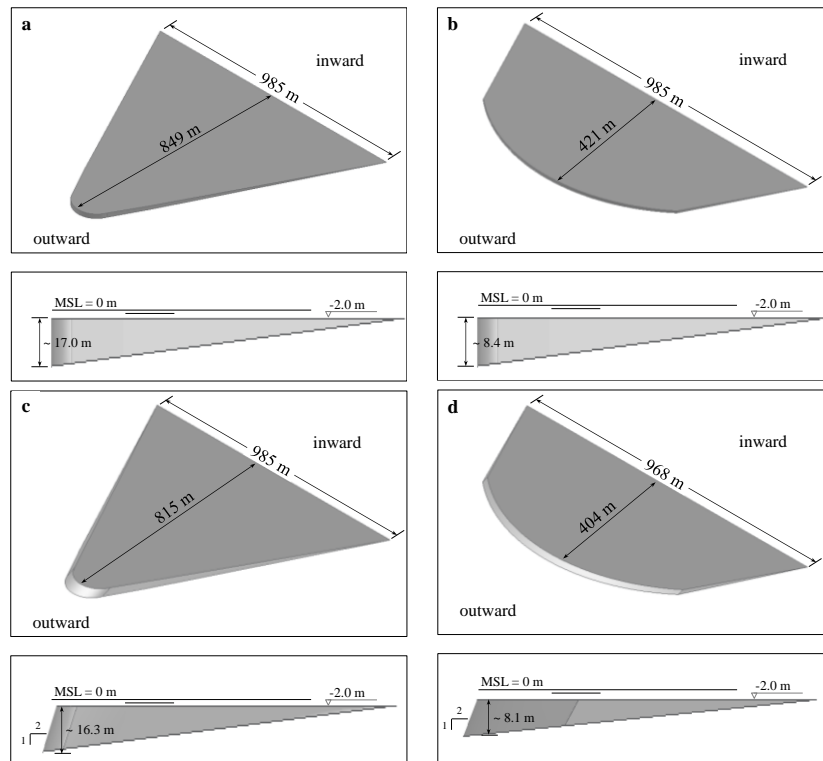 a
inward
985 m
849 m
outward
MSL = 0 m
-2.0 m
~ 17.0 m
b
inward
985 m
421 m
outward
MSL = 0 m
-2.0 m
~ 8.4 m
c
inward
985 m
815 m
outward
MSL = 0 m
-2.0 m
2
1
~ 16.3 m
d
inward
968 m
404 m
outward
MSL = 0 m
-2.0 m
2
1
~ 8.1 m